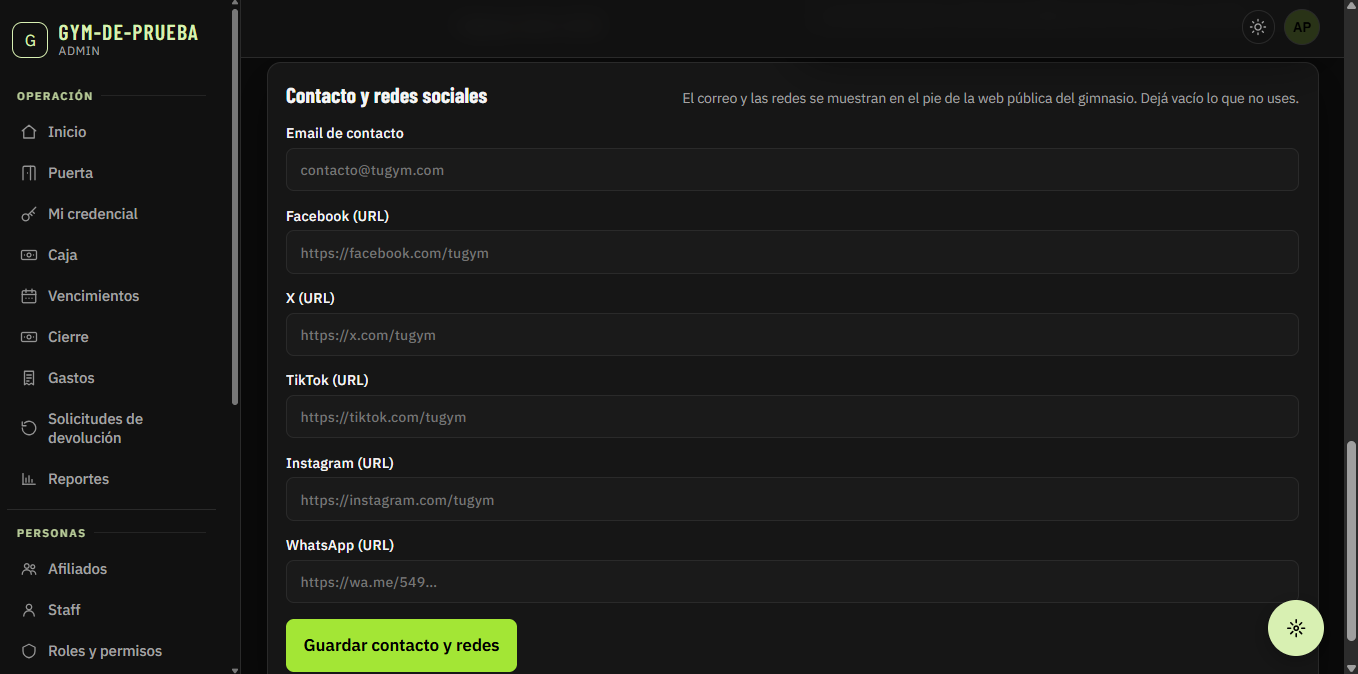 G
GYM-DE-PRUEBA
ADMIN
OPERACIÓN
Inicio
Puerta
Mi credencial
Caja
Vencimientos
Cierre
Gastos
Solicitudes de
devolución
Reportes
PERSONAS
Afiliados
Staff
Roles y permisos
AP
Contacto y redes sociales
El correo y las redes se muestran en el pie de la web pública del gimnasio. Dejá vacío lo que no uses.
Email de contacto
contacto@tugym.com
Facebook (URL)
https://facebook.com/tugym
X (URL)
https://x.com/tugym
TikTok (URL)
https://tiktok.com/tugym
Instagram (URL)
https://instagram.com/tugym
WhatsApp (URL)
https://wa.me/549...
Guardar contacto y redes